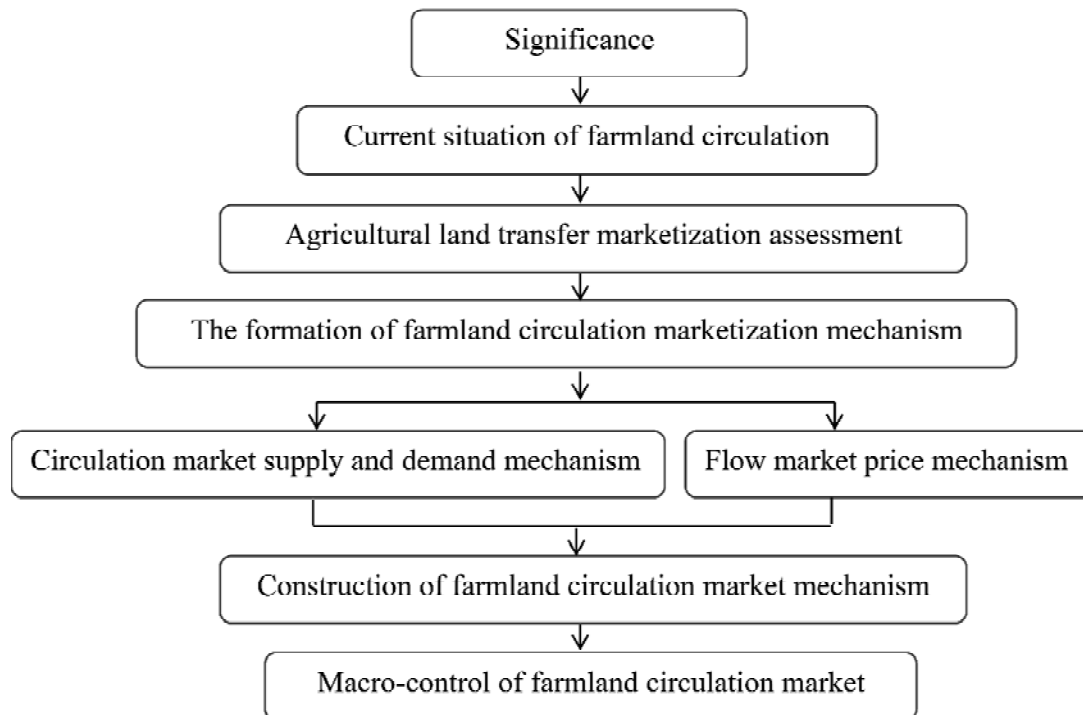 Significance
Current situation of farmland circulation
Agricultural land transfer marketization assessment
The formation of farmland circulation marketization mechanism
Circulation market supply and demand mechanism
Flow market price mechanism
Construction of farmland circulation market mechanism
Macro-control of farmland circulation market